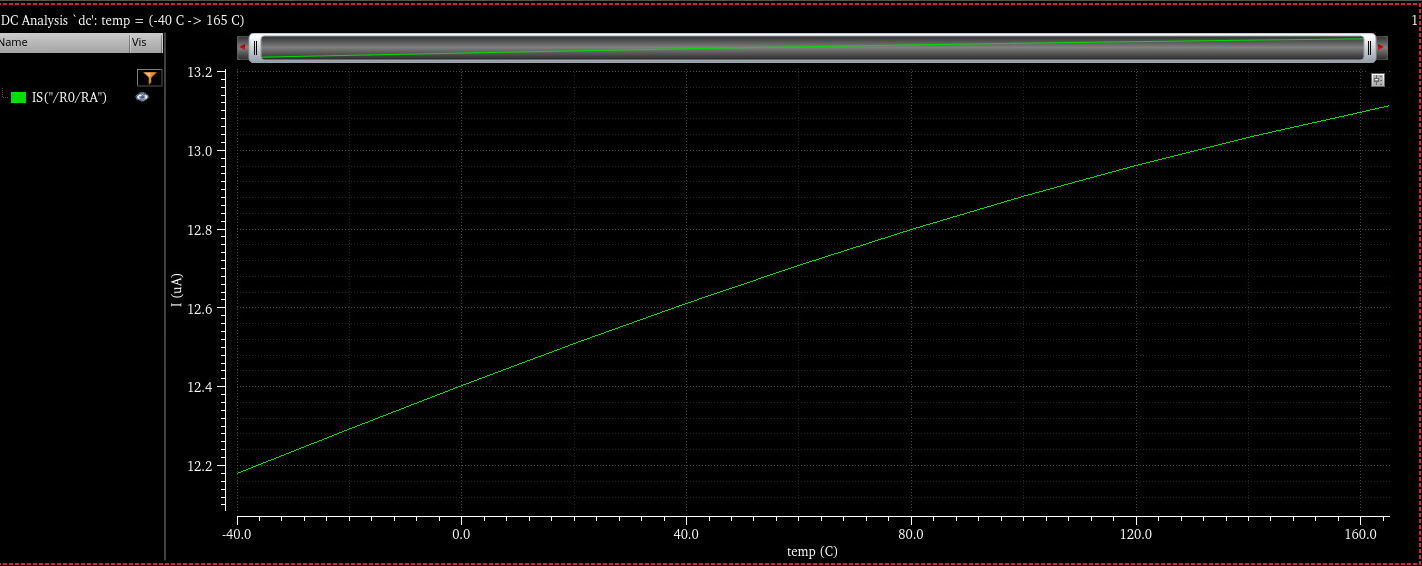 DC Analysis `dc': temp = (-40 C -> 165 C)
1
Name Vis
IS("/R0/RA")
13.2
13.0
12.8
12.6
12.4
12.2
I (uA)
-40.0 0.0 40.0 80.0 120.0 160.0
temp (C)